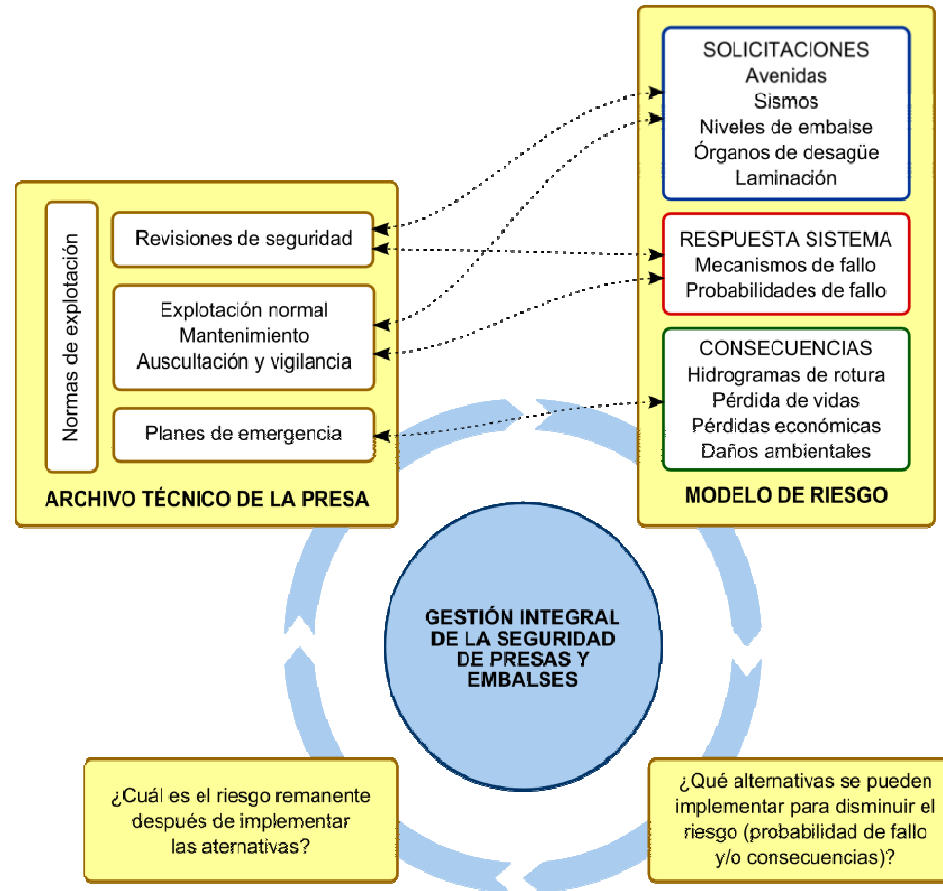 Normas de explotación
Revisiones de seguridad
Explotación normal
Mantenimiento
Auscultación y vigilancia
Planes de emergencia
ARCHIVO TÉCNICO DE LA PRESA
SOLICITACIONES
Avenidas
Sismos
Niveles de embalse
Órganos de desagüe
Laminación
RESPUESTA SISTEMA
Mecanismos de fallo
Probabilidades de fallo
CONSECUENCIAS
Hidrogramas de rotura
Pérdida de vidas
Pérdidas económicas
Daños ambientales
MODELO DE RIESGO
GESTIÓN INTEGRAL
DE LA SEGURIDAD
DE PRESAS Y
EMBALSES
¿Cuál es el riesgo remanente
después de implementar
las aternativas?
¿Qué alternativas se pueden
implementar para disminuir el
riesgo (probabilidad de fallo
y/o consecuencias)?